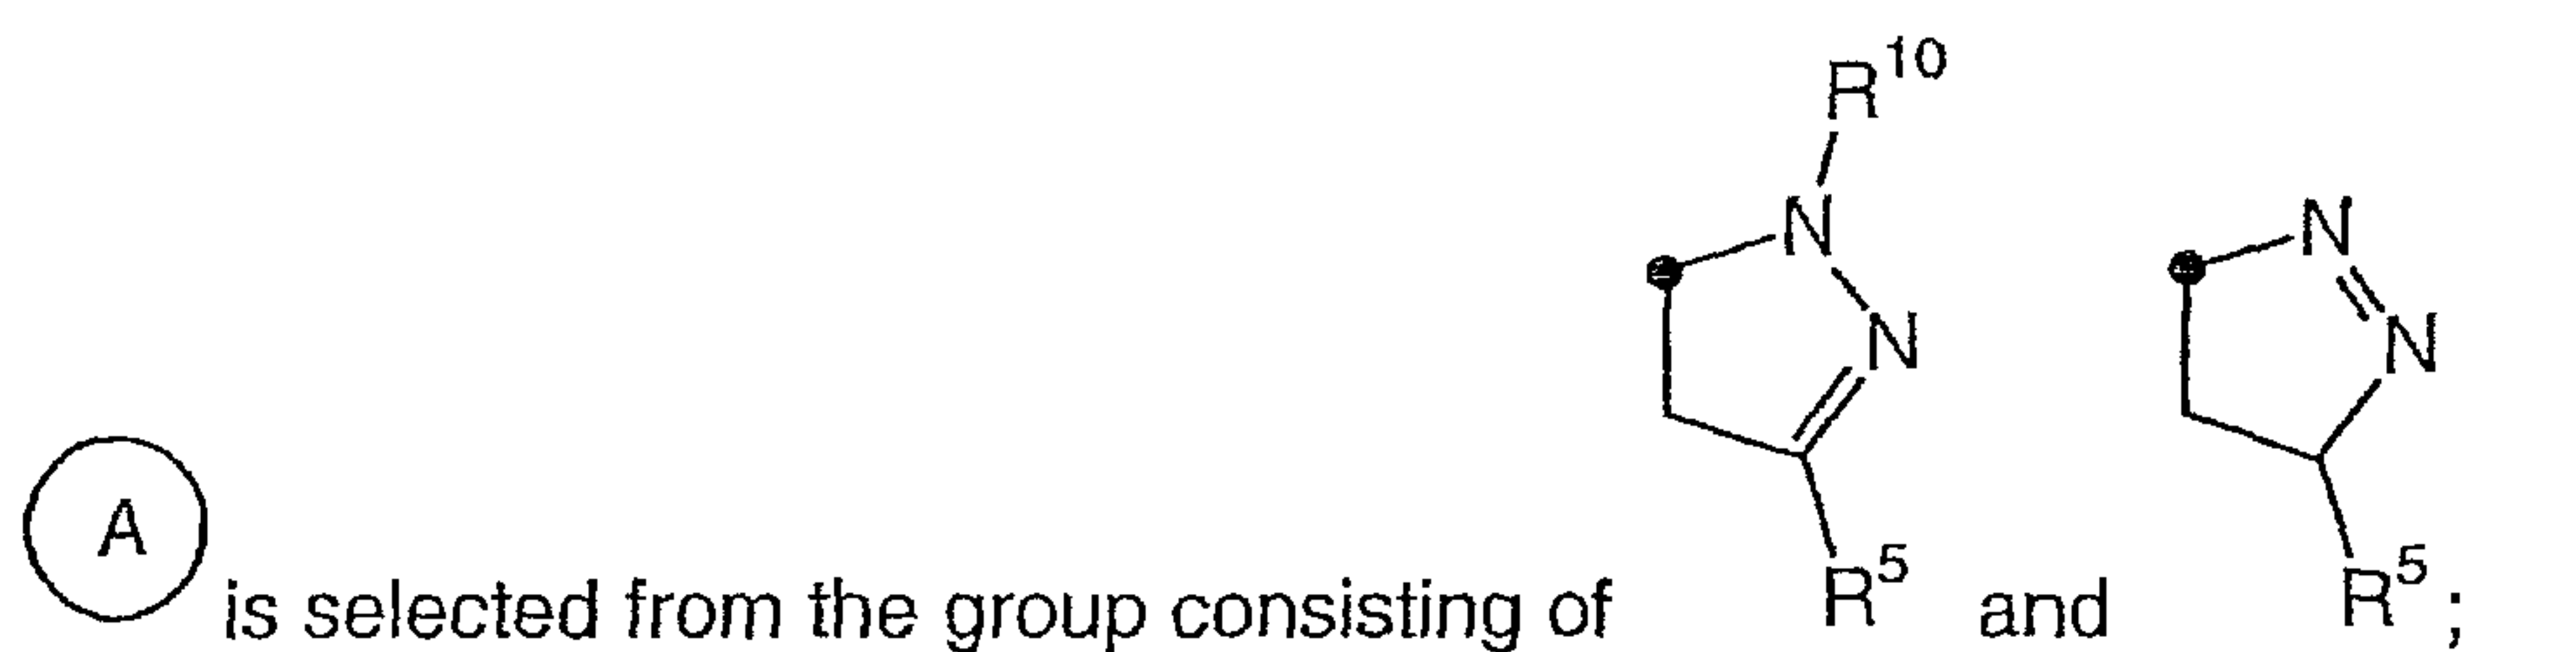 R10
N N
N N
A
is selected from the group consisting of R5 and R5;